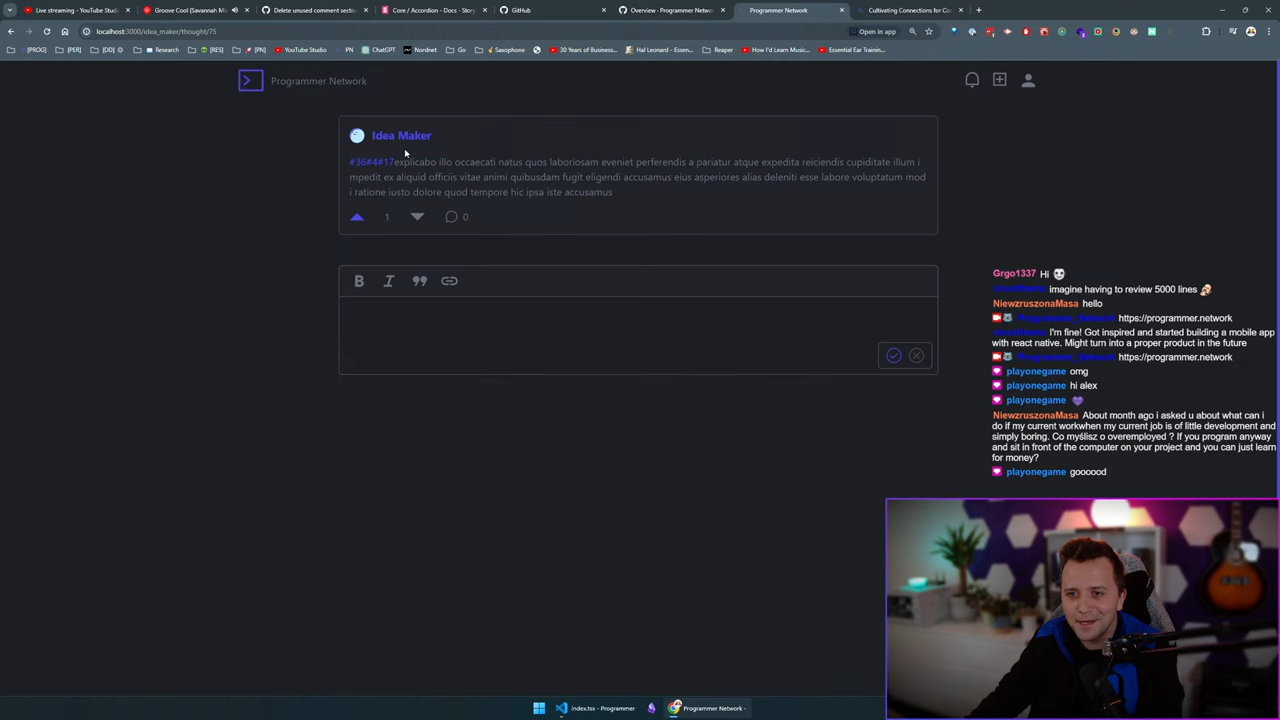 Live streaming - YouTube Studio
Groove Cool (Savannah M
Delete unused comment secti
Core / Accordion - Docs - Story
GitHub
Overview - Programmer Netwo
Programmer Network
Cultivating Connections for Co
localhost:3000/idea_maker/thought/75
Open in app
[PROG]
[PERS]
[DD]
[RES]
[PN]
YouTube Studio
PN
ChatGPT
Nordnet
Go
Saxophone
30 Years of Business...
Hal Leonard - Essen...
Reaper
How I'd Learn Music...
Essential Ear Training...
Research
Programmer Network
Idea Maker
#36#4#17explicabo illo occaecati natus quos laboriosam eveniet perferendis a pariatur atque expedita reiciendis cupiditate illum i
mpedit ex aliquid officiis vitae animi quibusdam fugit eligendi accusamus eius asperiores alias deleniti esse labore voluptatum mod
i ratione iusto dolore quod tempore hic ipsa iste accusamus
1
0
B I
Grgo1337 Hi
imagine having to review 5000 lines
NiewzruszonaMasa hello
Programmer_Network https://programmer.network
I'm fine! Got inspired and started building a mobile app
with react native. Might turn into a proper product in the future
Programmer_Network https://programmer.network
playonegame omg
playonegame hi alex
playonegame
NiewzruszonaMasa About month ago i asked u about what can i
do if my current workwhen my current job is of little development and
simply boring. Co myślisz o overemployed ? If you program anyway
and sit in front of the computer on your project and you can just learn
for money?
playonegame goooood
index.tsx - Programmer
Programmer Network -